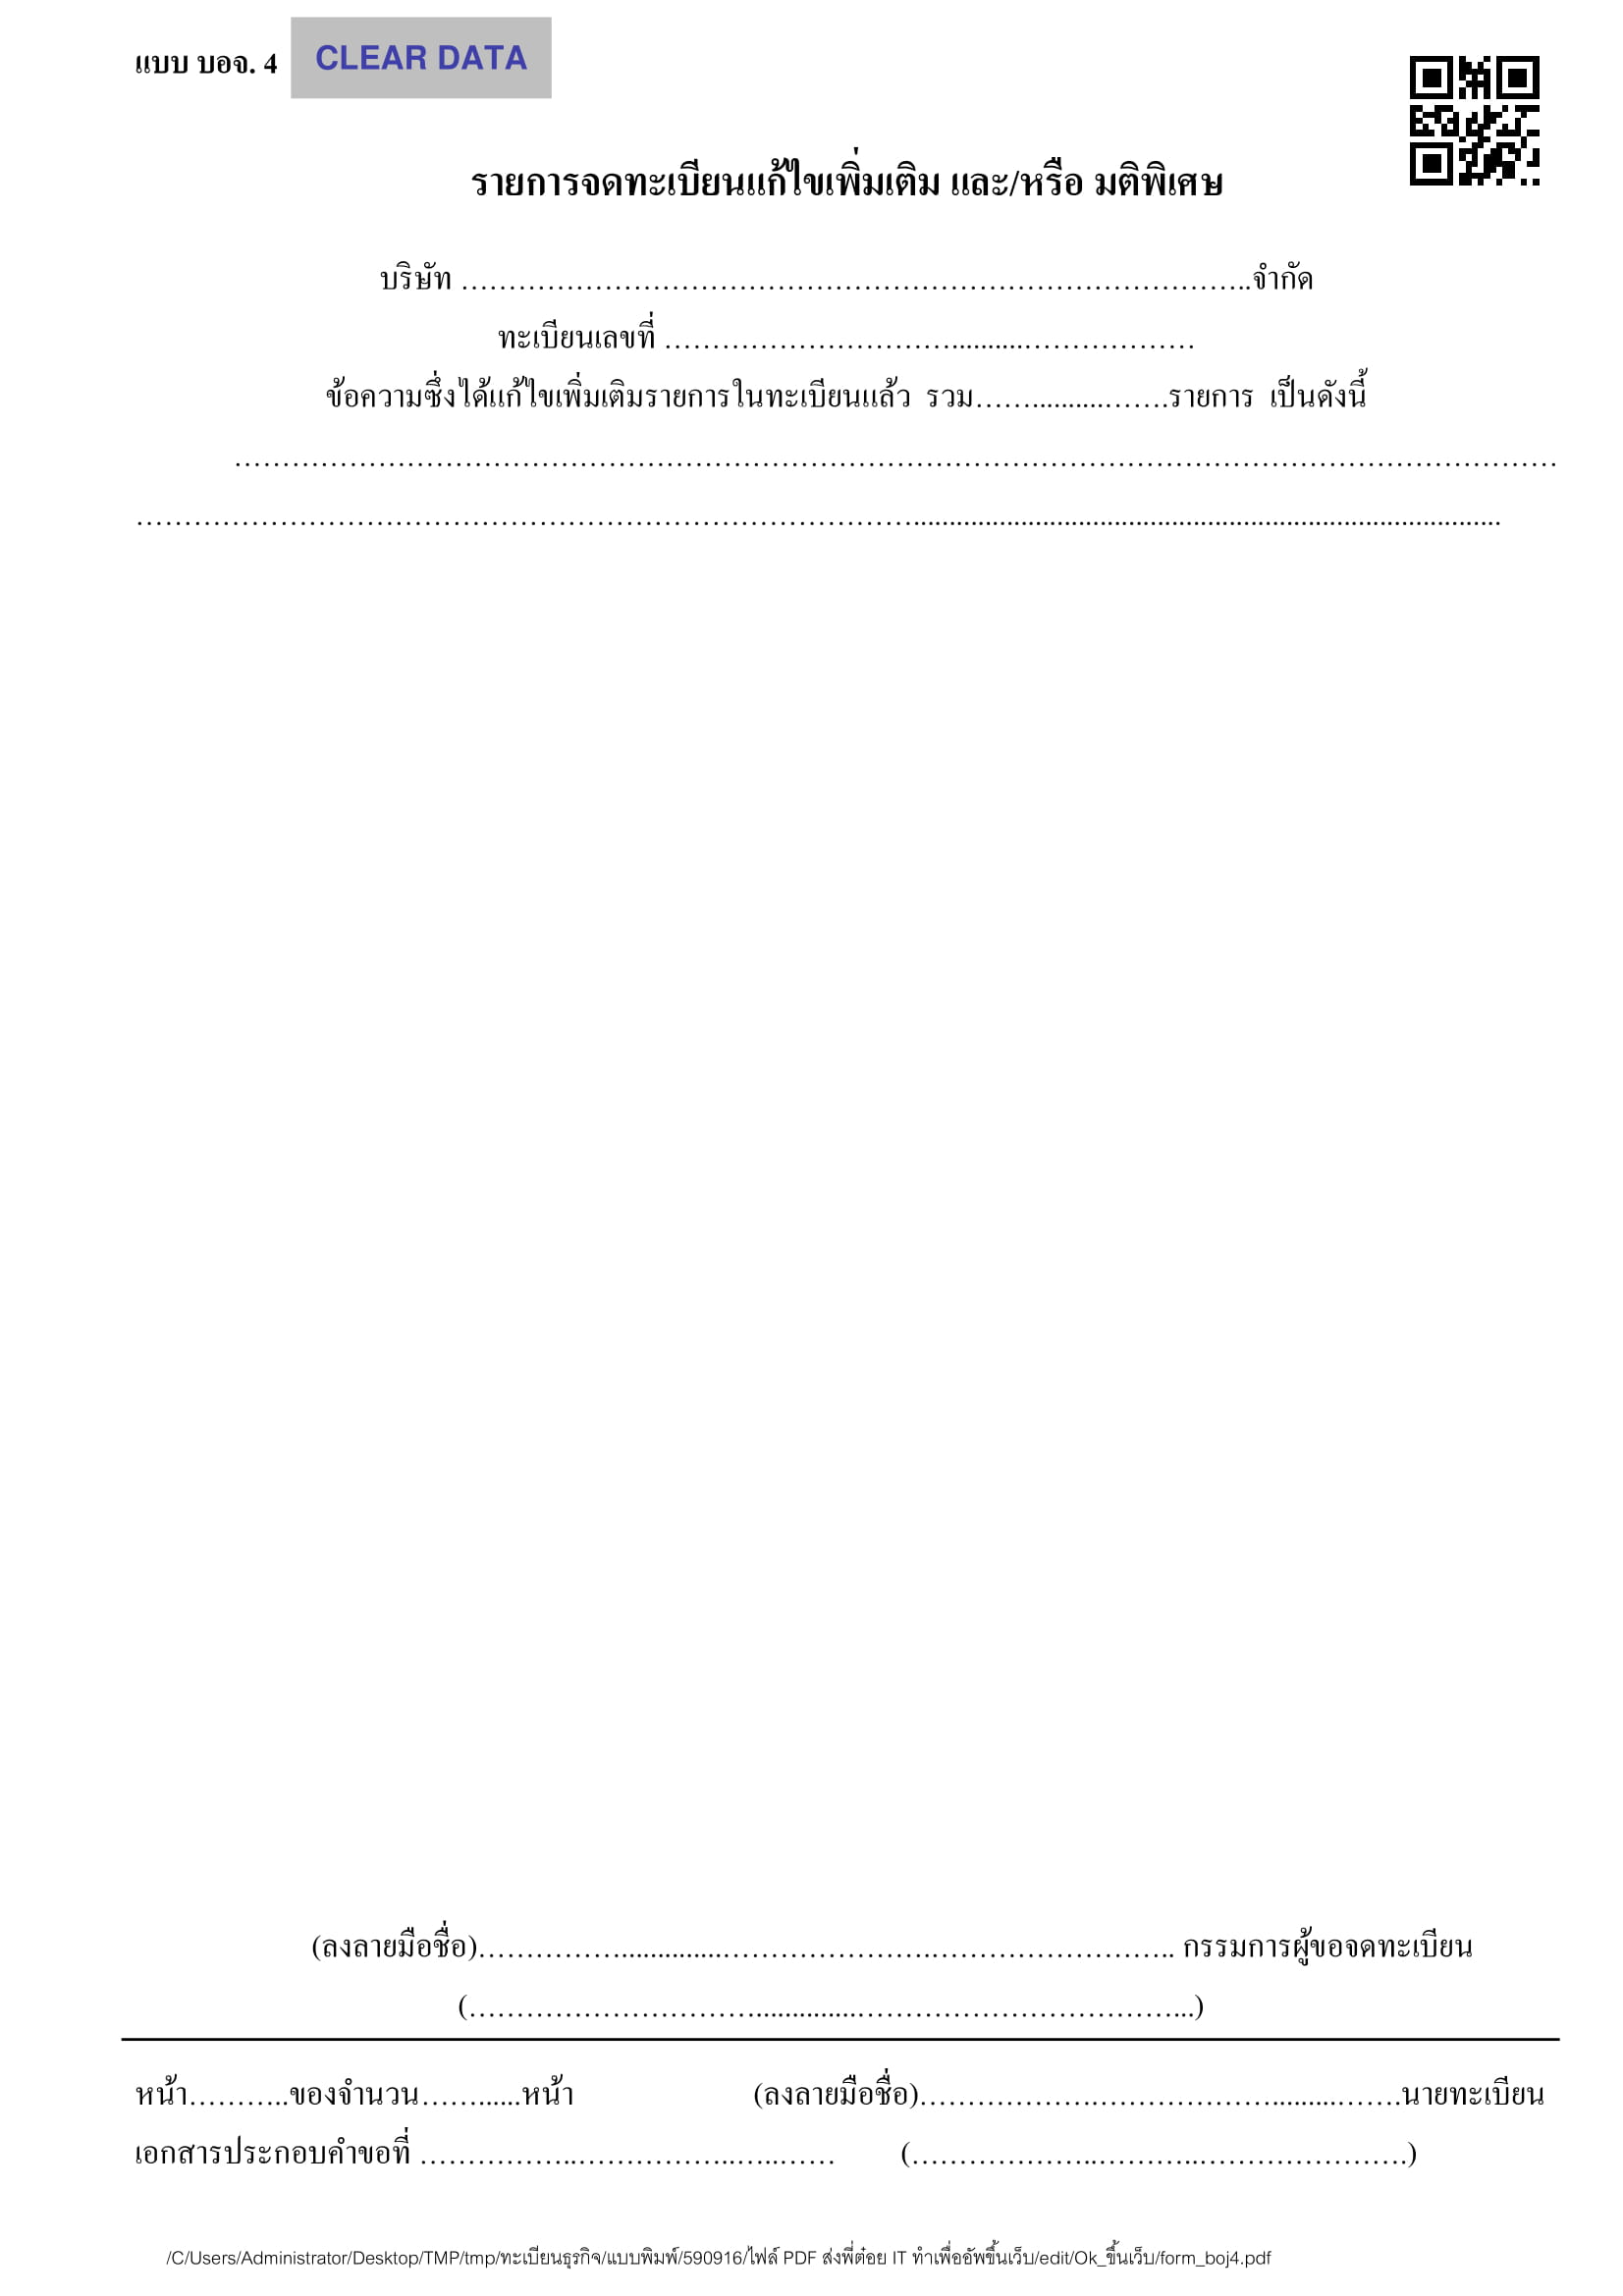 แบบ บอจ. 4 CLEAR DATA
รายการจดทะเบียนแก้ไขเพิ่มเติม และ/หรือ มติพิเศษ
บริษัท ………………………………………………………………………..จำกัด
ทะเบียนเลขที่ …………………………..........………………
ข้อความซึ่งได้แก้ไขเพิ่มเติมรายการในทะเบียนแล้ว รวม……..........…….รายการ เป็นดังนี้
……………………………………………………………………………………………………………………………
………………………………………………………………………...................................................................................
(ลงลายมือชื่อ)……………..............………………….…………………….. กรรมการผู้ขอจดทะเบียน
(…………………………..............……………………………...)
หน้า………..ของจำนวน……......หน้า (ลงลายมือชื่อ)……………….……………….........…….นายทะเบียน
เอกสารประกอบคำขอที่ ……………..……………..…..…… (………………..………..………………….)
/C/Users/Administrator/Desktop/TMP/tmp/ทะเบียนธุรกิจ/แบบพิมพ์/590916/ไฟล์ PDF ส่งพี่ต๋อย IT ทำเพื่ออัพขึ้นเว็บ/edit/Ok_ขึ้นเว็บ/form_boj4.pdf